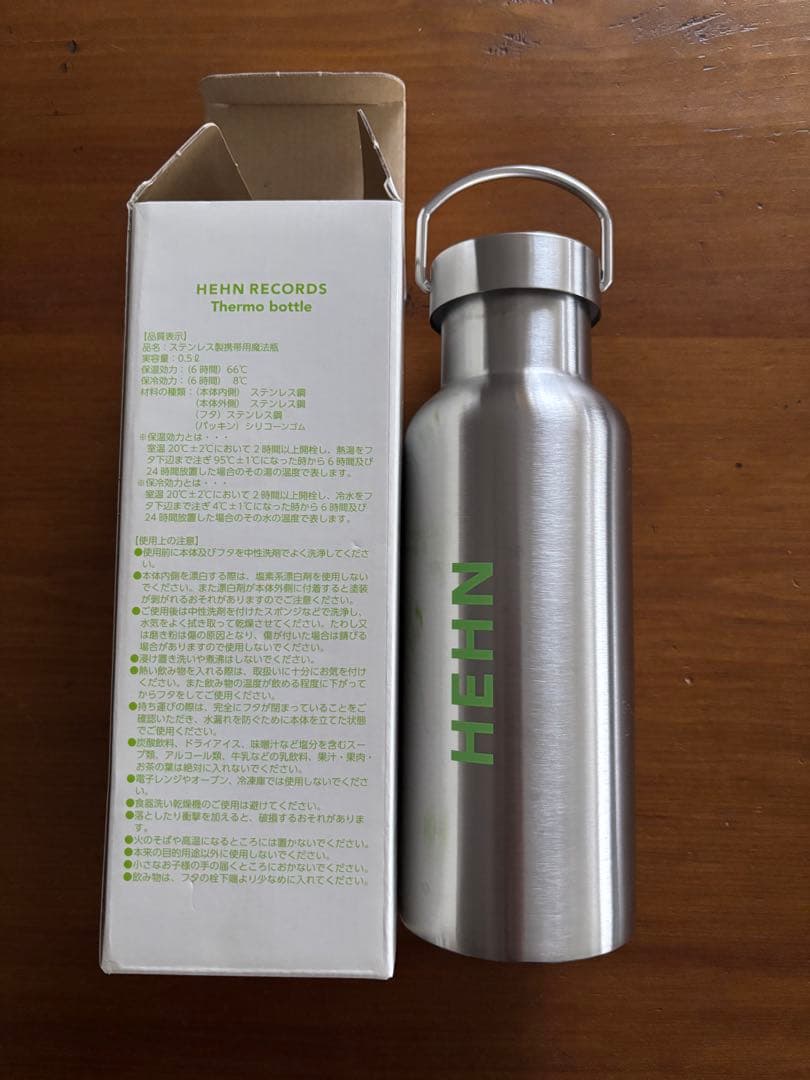 HEHN RECORDS
Thermo bottle
【品質表示】
品名：ステンレス製携帯用魔法瓶
実容量：0.5ℓ
保温効力：（6時間）66℃
保冷効力：（6時間） 8℃
材料の種類：（本体内側） ステンレス鋼
（本体外側） ステンレス鋼
（フタ）ステンレス鋼
（パッキン）シリコーンゴム
※保温効力とは・・・
室温20℃±2℃において2時間以上開栓し、熱湯をフ
タ下辺まで注ぎ95℃±1℃になった時から6時間及び
24時間放置した場合のその湯の温度で表します。
※保冷効力とは・・・
室温20℃±2℃において2時間以上開栓し、冷水をフ
タ下辺まで注ぎ4℃±1℃になった時から6時間及び
24時間放置した場合のその水の温度で表します。
【使用上の注意】
●使用前に本体及びフタを中性洗剤でよく洗浄してくださ
い。
●本体内側を漂白する際は、塩素系漂白剤を使用しない
でください。また漂白剤が本体外側に付着すると塗装
が剥がれるおそれがありますのでご注意ください。
●ご使用後は中性洗剤を付けたスポンジなどで洗浄し、
水気をよく拭き取って乾燥させてください。たわし又
は磨き粉は傷の原因となり、傷が付いた場合は錆びる
場合がありますので使用しないでください。
●浸け置き洗いや煮沸はしないでください。
●熱い飲み物を入れる際は、取扱いに十分にお気を付け
ください。また飲み物の温度が飲める程度に下がって
からフタをしてご使用ください。
●持ち運びの際は、完全にフタが閉まっていることをご
確認いただき、水漏れを防ぐために本体を立てた状態
でご使用ください。
●炭酸飲料、ドライアイス、味噌汁など塩分を含むスー
プ類、アルコール類、牛乳などの乳飲料、果汁・果肉・
お茶の葉は絶対に入れないでください。
●電子レンジやオーブン、冷凍庫では使用しないでくださ
い。
●食器洗い乾燥機のご使用は避けてください。
●落としたり衝撃を加えると、破損するおそれがありま
す。
●火のそばや高温になるところには置かないでください。
●本来の目的用途以外に使用しないでください。
●小さなお子様の手の届くところにおかないでください。
●飲み物は、フタの栓下端より少なめに入れてください。
HEHN